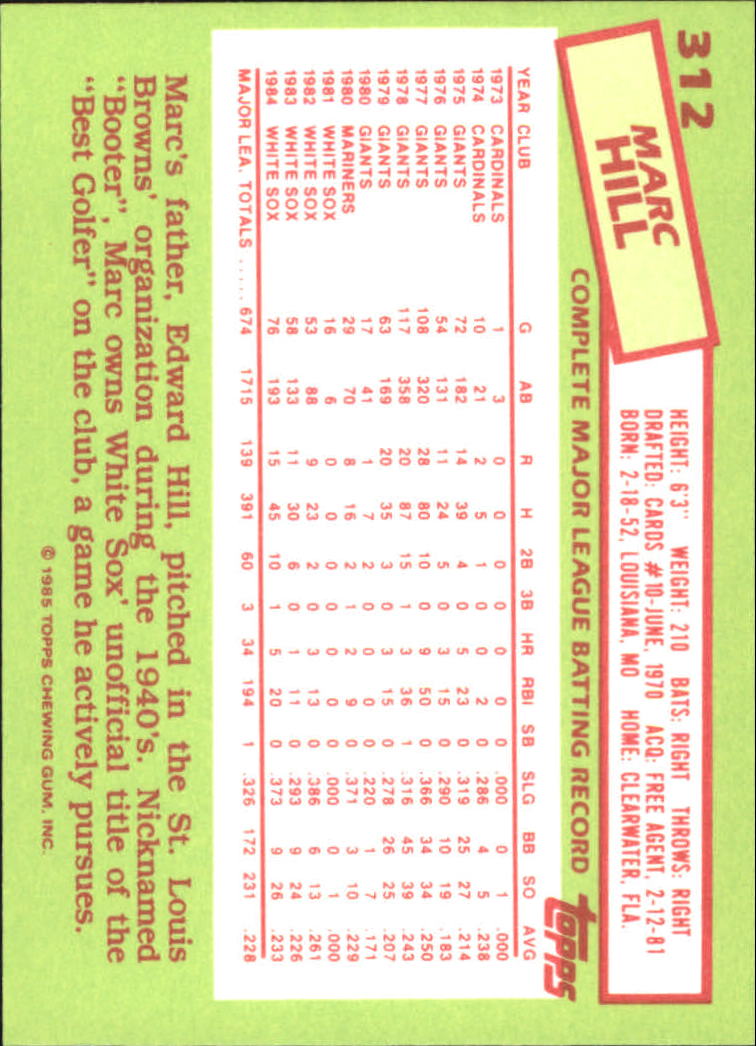 312
MARC
HILL
HEIGHT: 6'3" WEIGHT: 210 BATS: RIGHT THROWS: RIGHT
DRAFTED: CARDS #10-JUNE, 1970 ACQ: FREE AGENT, 2-12-81
BORN: 2-18-52, LOUISIANA, MO HOME: CLEARWATER, FLA.
COMPLETE MAJOR LEAGUE BATTING RECORD
topps
YEAR CLUB G AB R H 2B 3B HR RBI SB SLG BB SO AVG
1973 CARDINALS 1 3 0 0 0 0 0 0 0 .000 0 1 .000
1974 CARDINALS 10 21 2 5 1 0 0 2 0 .286 4 5 .238
1975 GIANTS 72 182 14 39 4 0 5 23 0 .319 25 27 .214
1976 GIANTS 54 131 11 24 5 0 3 15 0 .290 10 19 .183
1977 GIANTS 108 320 28 80 10 0 9 50 0 .366 34 34 .250
1978 GIANTS 117 358 20 87 15 1 3 36 1 .316 45 39 .243
1979 GIANTS 63 169 20 35 3 0 3 15 0 .278 26 25 .207
1980 GIANTS 17 41 1 7 2 0 0 0 0 .220 1 7 .171
1980 MARINERS 29 70 8 16 2 1 2 9 0 .371 3 10 .229
1981 WHITE SOX 16 6 0 0 0 0 0 0 0 .000 0 1 .000
1982 WHITE SOX 53 88 9 23 2 0 3 13 0 .386 6 13 .261
1983 WHITE SOX 58 133 11 30 6 0 1 11 0 .293 9 24 .226
1984 WHITE SOX 76 193 15 45 10 1 5 20 0 .373 9 26 .233
MAJOR LEA. TOTALS ..... 674 1715 139 391 60 3 34 194 1 .326 172 231 .228
Marc's father, Edward Hill, pitched in the St. Louis
Browns' organization during the 1940's. Nicknamed
"Booter", Marc owns White Sox' unofficial title of the
"Best Golfer" on the club, a game he actively pursues.
© 1985 TOPPS CHEWING GUM, INC.